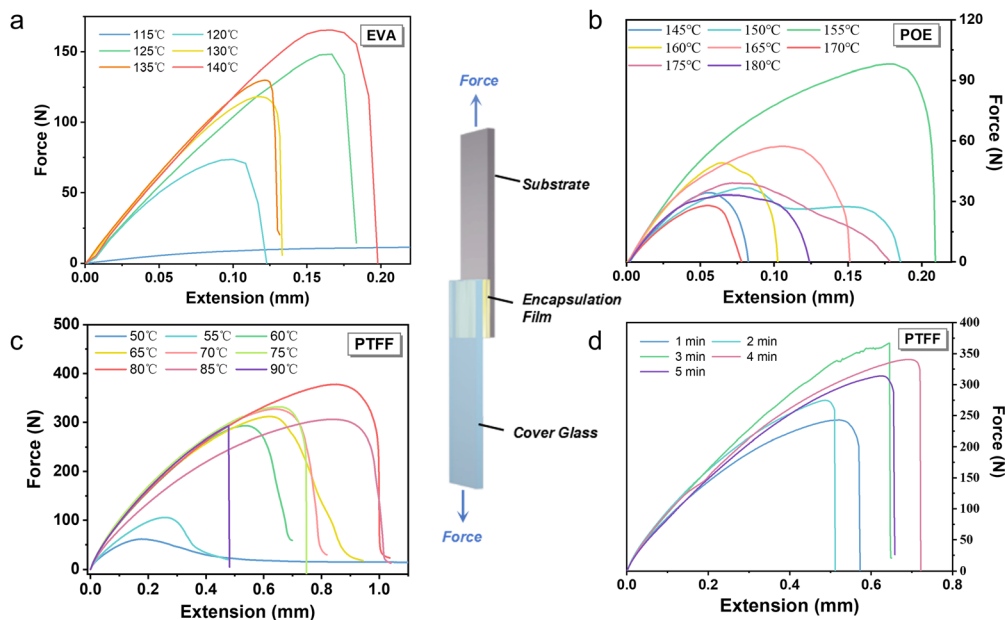 a
EVA
115℃ 120℃
125℃ 130℃
135℃ 140℃
150
100
50
0
Force (N)
0.00 0.05 0.10 0.15 0.20
Extension (mm)
b
POE
145℃ 150℃ 155℃
160℃ 165℃ 170℃
175℃ 180℃
120
90
60
30
0
Force (N)
0.00 0.05 0.10 0.15 0.20
Extension (mm)
Force
Substrate
Encapsulation
Film
Cover Glass
Force
c
PTFF
50℃ 55℃ 60℃
65℃ 70℃ 75℃
80℃ 85℃ 90℃
500
400
300
200
100
0
Force (N)
0.0 0.2 0.4 0.6 0.8 1.0
Extension (mm)
d
PTFF
1 min 2 min
3 min 4 min
5 min
400
350
300
250
200
150
100
50
0
Force (N)
0.0 0.2 0.4 0.6 0.8
Extension (mm)